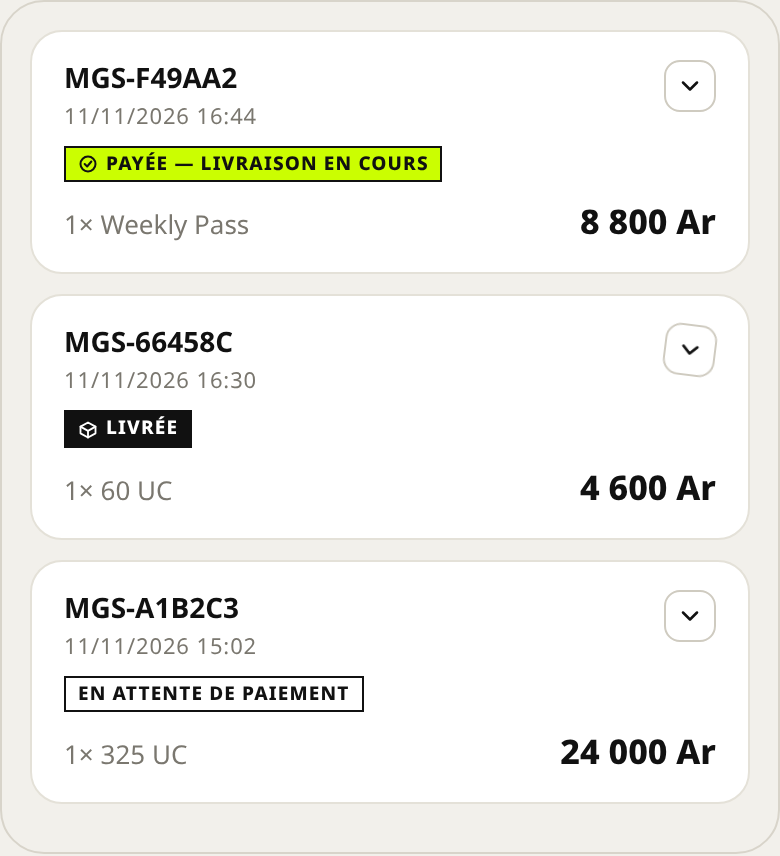 MGS-F49AA2
11/11/2026 16:44
PAYÉE — LIVRAISON EN COURS
1× Weekly Pass
8 800 Ar
MGS-66458C
11/11/2026 16:30
LIVRÉE
1× 60 UC
4 600 Ar
MGS-A1B2C3
11/11/2026 15:02
EN ATTENTE DE PAIEMENT
1× 325 UC
24 000 Ar